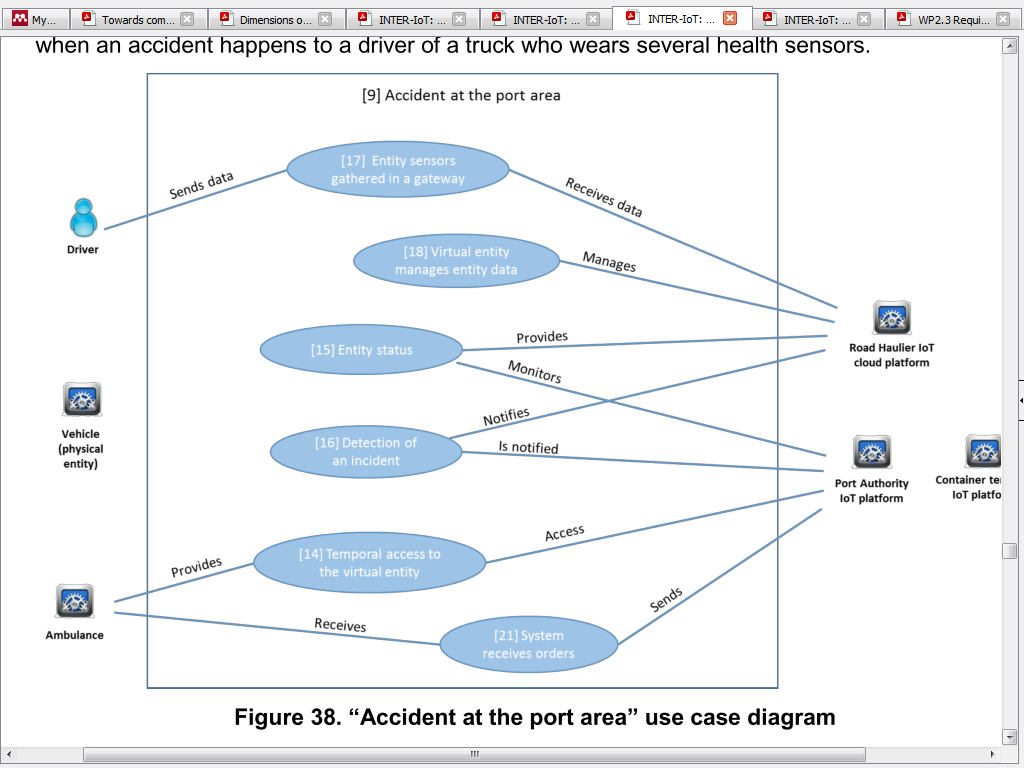 My...
Towards com...
Dimensions o...
INTER-IoT: ...
INTER-IoT: ...
INTER-IoT: ...
INTER-IoT: ...
WP2.3 Requi...
when an accident happens to a driver of a truck who wears several health sensors.
[9] Accident at the port area
[17] Entity sensors
gathered in a gateway
Sends data
Receives data
Driver
[18] Virtual entity
manages entity data
Manages
Road Haulier IoT
cloud platform
[15] Entity status
Provides
Monitors
Vehicle
(physical
entity)
[16] Detection of
an incident
Notifies
Is notified
Port Authority
IoT platform
Container te
IoT platfo
[14] Temporal access to
the virtual entity
Provides
Access
Ambulance
Receives
[21] System
receives orders
Sends
Figure 38. “Accident at the port area” use case diagram